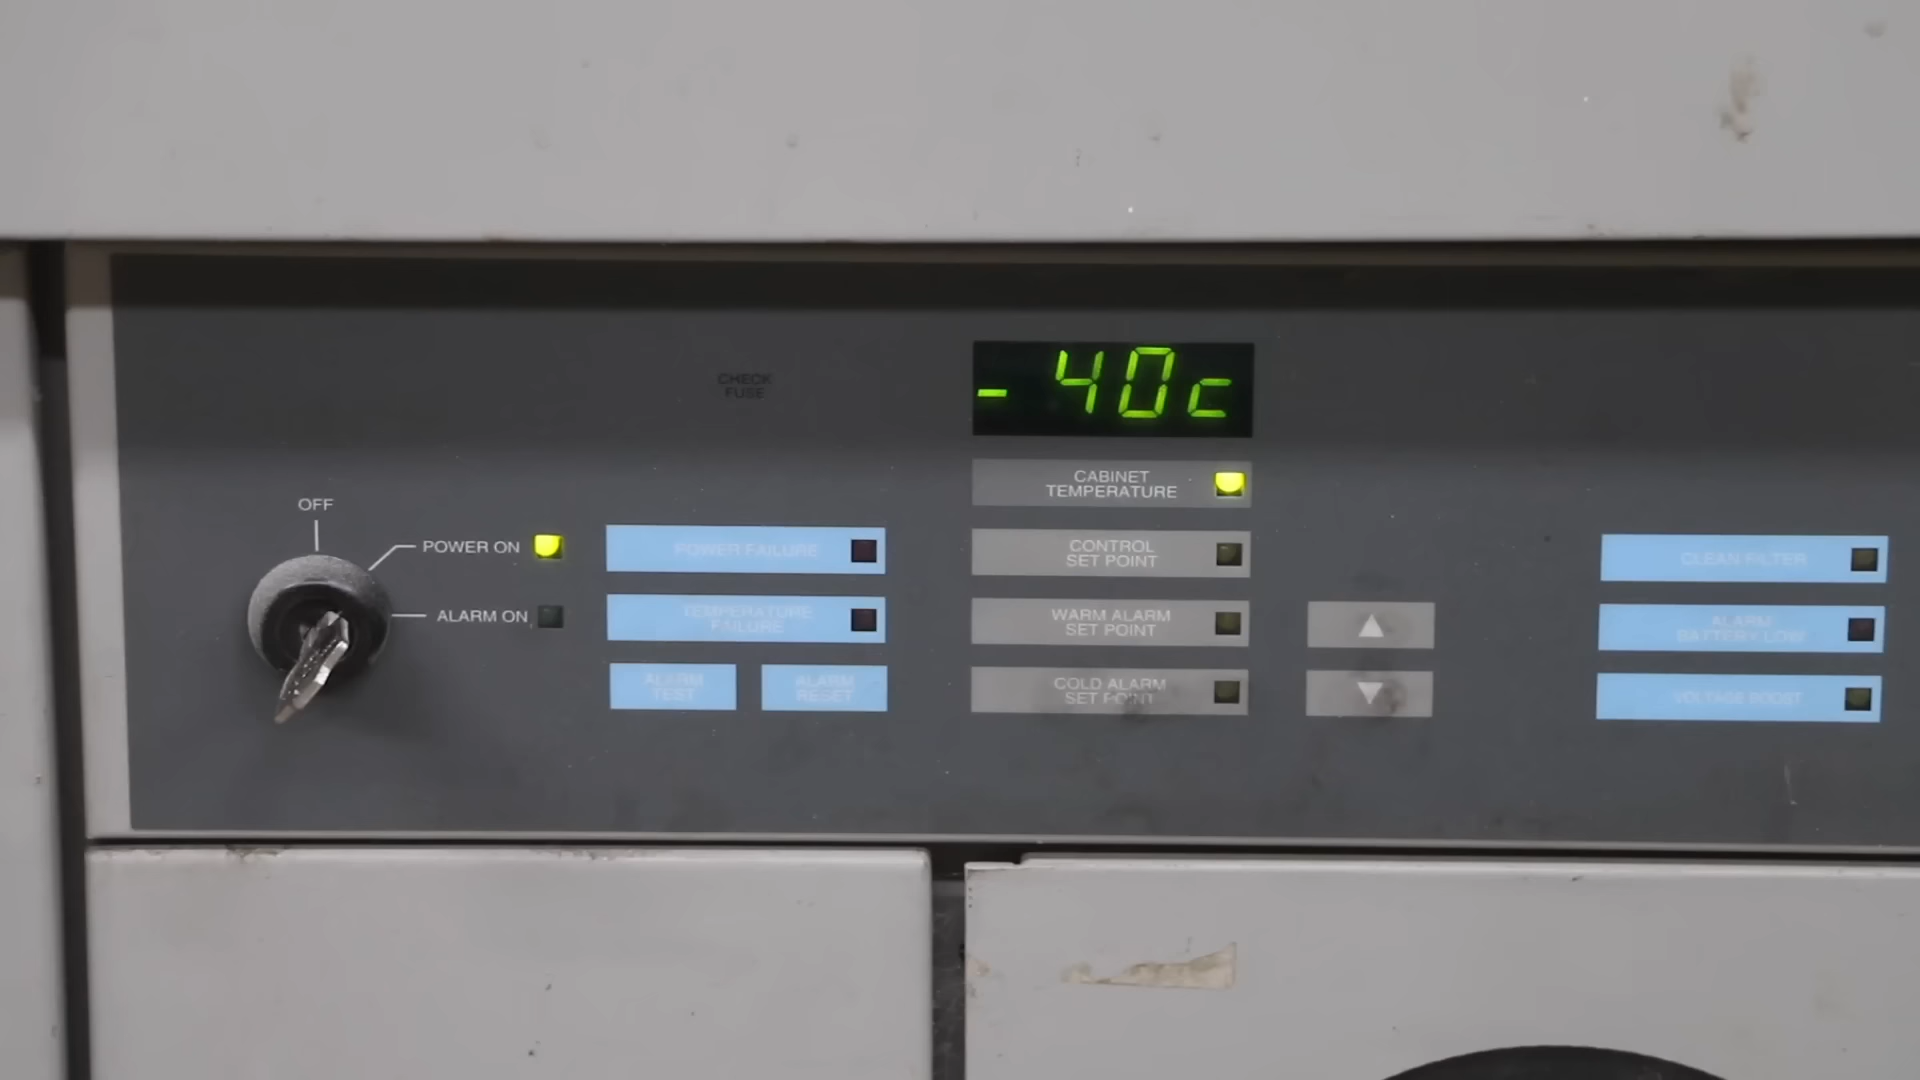 CHECK
FUSE
- 40c
CABINET
TEMPERATURE
OFF
POWER ON
ALARM ON
POWER FAILURE
TEMPERATURE
FAILURE
ALARM
TEST
ALARM
RESET
CONTROL
SET POINT
WARM ALARM
SET POINT
COLD ALARM
SET POINT
CLEAN FILTER
ALARM
BATTERY LOW
VOLTAGE BOOST